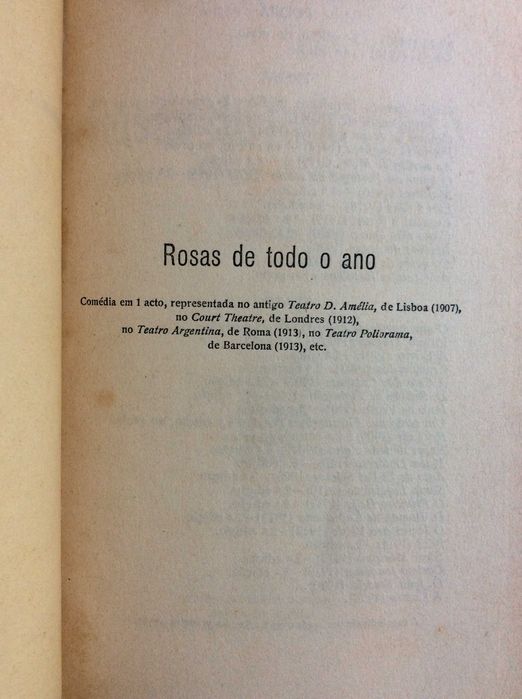 Rosas de todo o ano
Comédia em 1 acto, representada no antigo Teatro D. Amélia, de Lisboa (1907),
no Court Theatre, de Londres (1912),
no Teatro Argentina, de Roma (1913), no Teatro Poliorama,
de Barcelona (1913), etc.